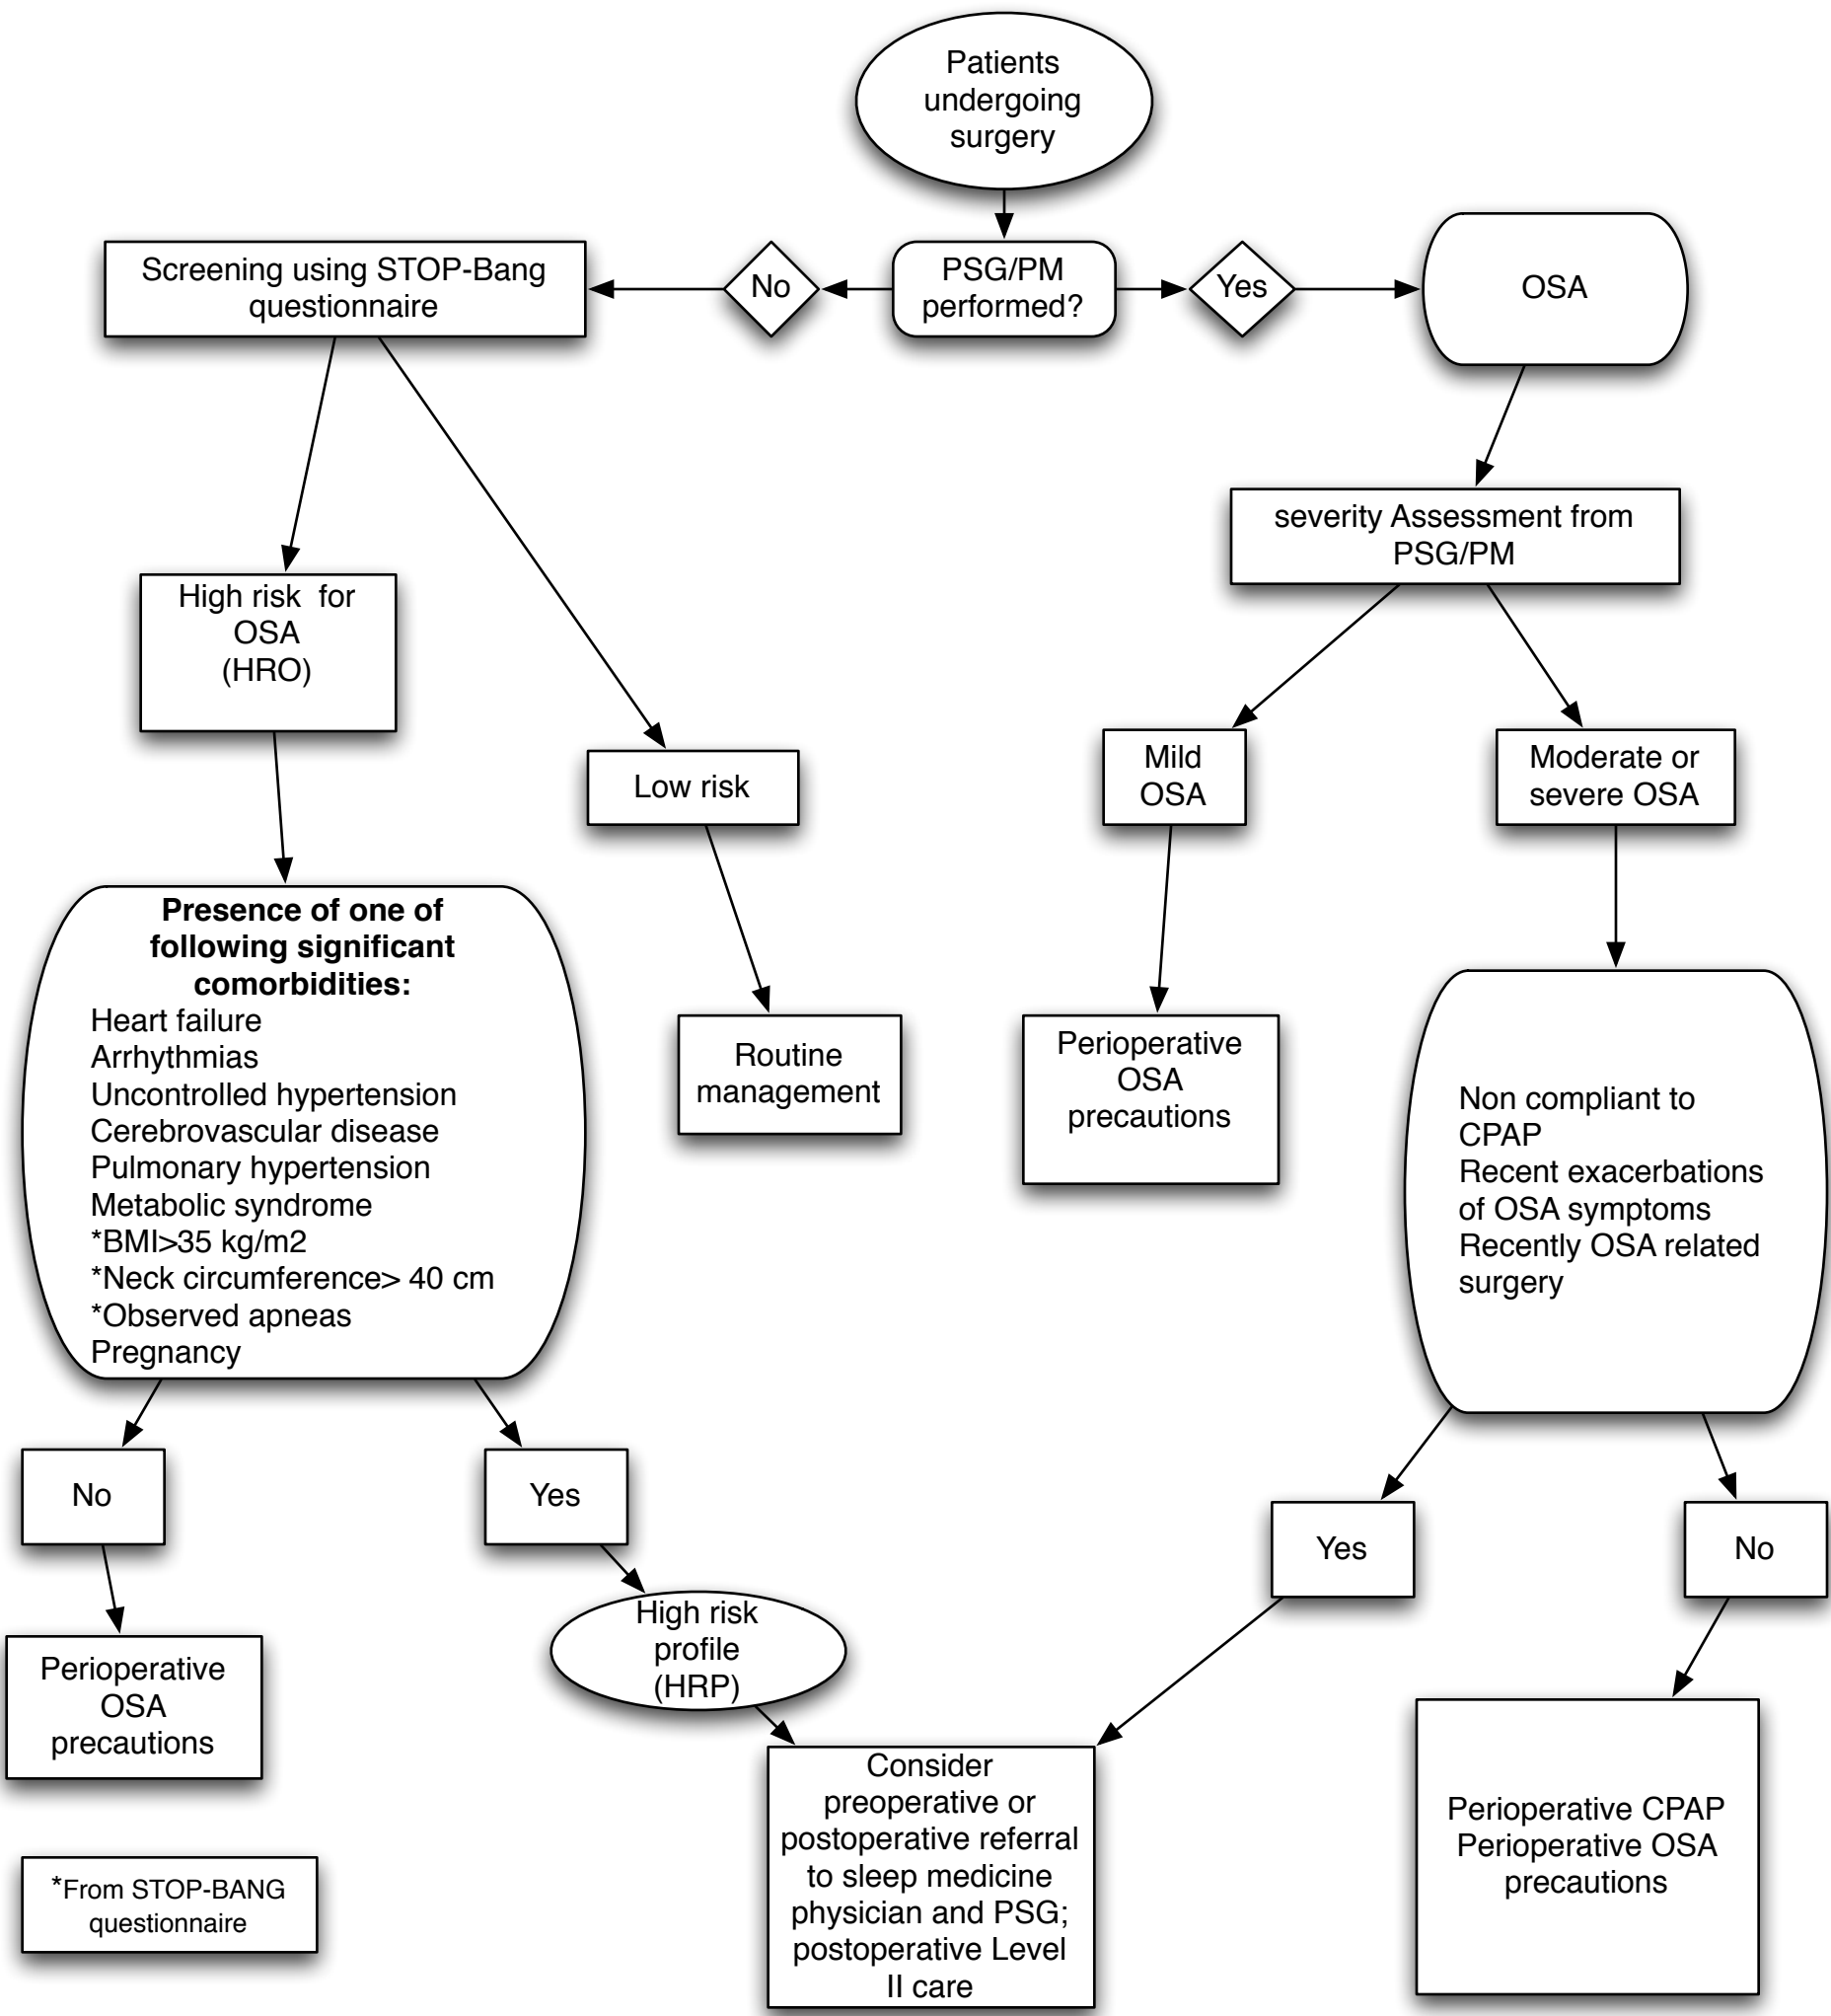 Patients
undergoing
surgery
Screening using STOP-Bang
questionnaire
No
PSG/PM
performed?
Yes
OSA
severity Assessment from
PSG/PM
High risk  for
OSA
(HRO)
Low risk
Mild
OSA
Moderate or
severe OSA
Presence of one of
following significant
comorbidities:
Heart failure
Arrhythmias
Uncontrolled hypertension
Cerebrovascular disease
Pulmonary hypertension
Metabolic syndrome
*BMI>35 kg/m2
*Neck circumference> 40 cm
*Observed apneas
Pregnancy
Routine
management
Perioperative
OSA
precautions
Non compliant to
CPAP
Recent exacerbations
of OSA symptoms
Recently OSA related
surgery
No
Yes
Yes
No
High risk
profile
(HRP)
Perioperative
OSA
precautions
Consider
preoperative or
postoperative referral
to sleep medicine
physician and PSG;
postoperative Level
II care
Perioperative CPAP
Perioperative OSA
precautions
*From STOP-BANG
questionnaire